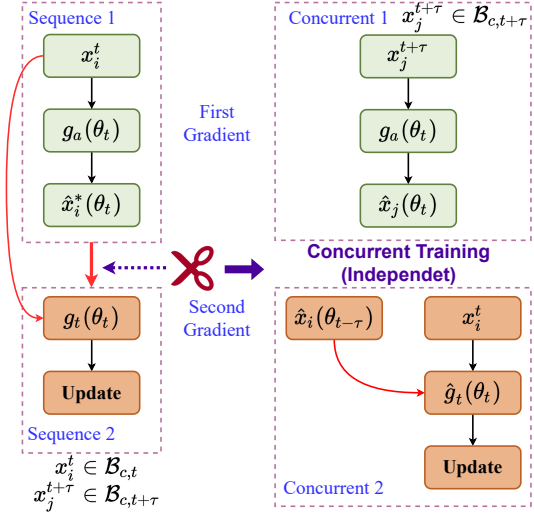 Sequence 1
x_i^t
g_a(θ_t)
x̂_i^*(θ_t)
First
Gradient
Concurrent 1
x_j^{t+τ} ∈ ℬ_{c,t+τ}
x_j^{t+τ}
g_a(θ_t)
x̂_j(θ_t)
Concurrent Training
(Independet)
Second
Gradient
g_t(θ_t)
Update
Sequence 2
x_i^t ∈ ℬ_{c,t}
x_j^{t+τ} ∈ ℬ_{c,t+τ}
x̂_i(θ_{t−τ})
x_i^t
ĝ_t(θ_t)
Update
Concurrent 2